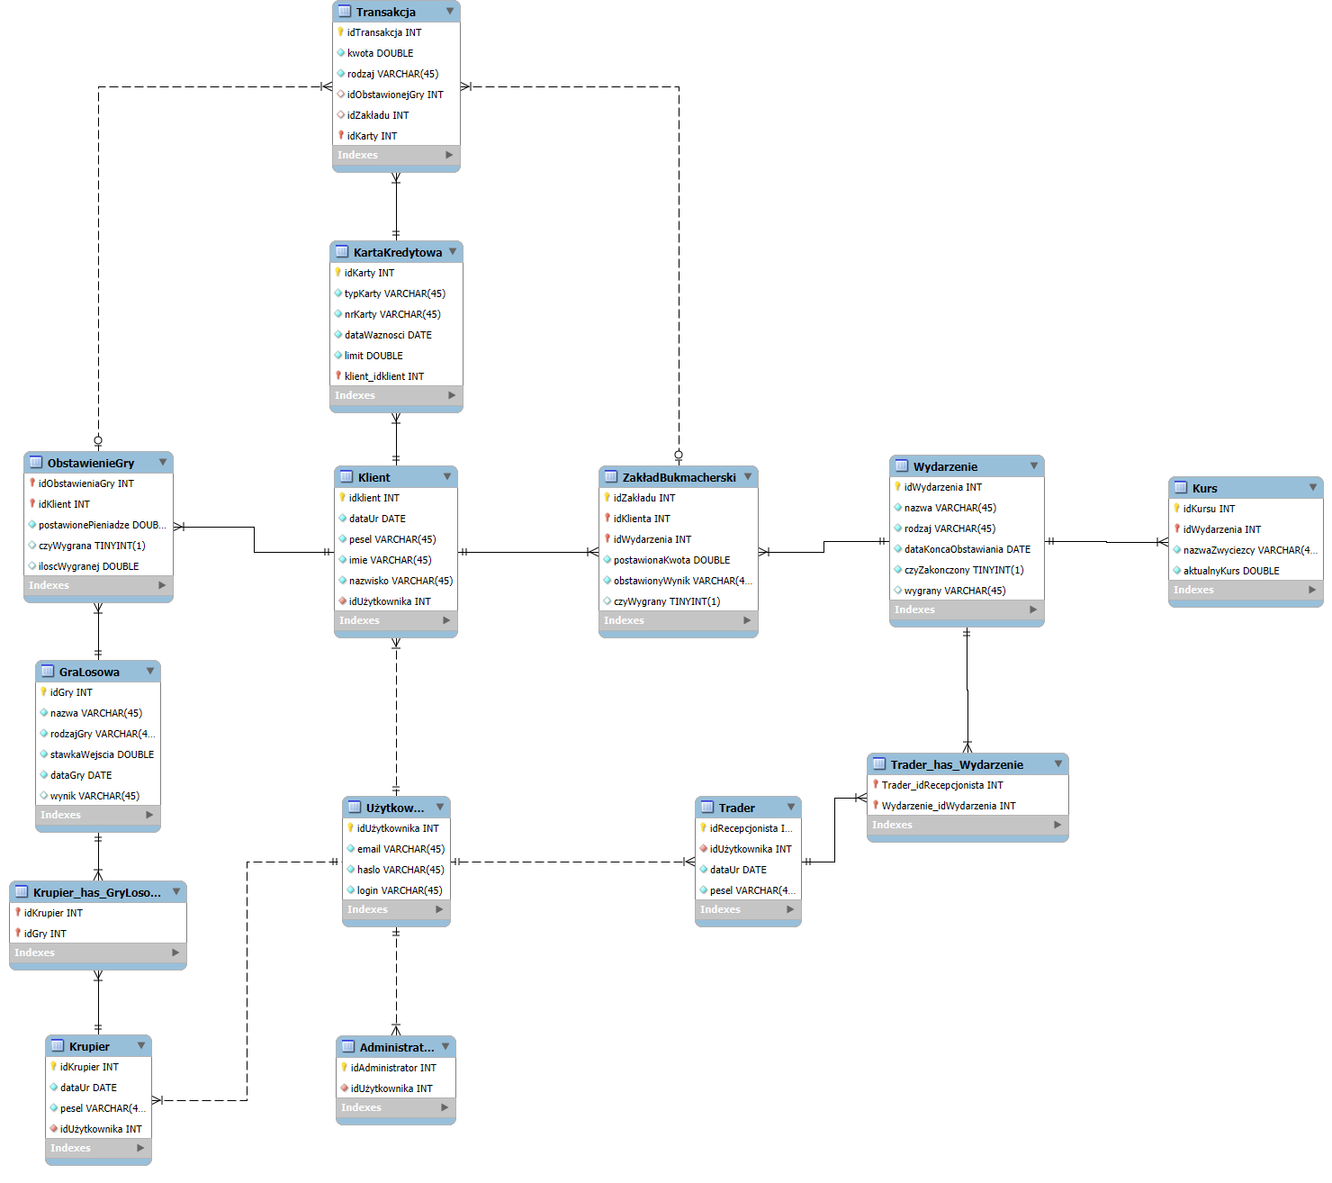 Transakcja
idTransakcja INT
kwota DOUBLE
rodzaj VARCHAR(45)
idObstawionejGry INT
idZakładu INT
idKarty INT
Indexes
KartaKredytowa
idKarty INT
typKarty VARCHAR(45)
nrKarty VARCHAR(45)
dataWaznosci DATE
limit DOUBLE
klient_idklient INT
Indexes
ObstawienieGry
idObstawieniaGry INT
idKlient INT
postawionePieniadze DOUB...
czyWygrana TINYINT(1)
iloscWygranej DOUBLE
Indexes
Klient
idklient INT
dataUr DATE
pesel VARCHAR(45)
imie VARCHAR(45)
nazwisko VARCHAR(45)
idUżytkownika INT
Indexes
ZakładBukmacherski
idZakładu INT
idKlienta INT
idWydarzenia INT
postawionaKwota DOUBLE
obstawionyWynik VARCHAR(4...
czyWygrany TINYINT(1)
Indexes
Wydarzenie
idWydarzenia INT
nazwa VARCHAR(45)
rodzaj VARCHAR(45)
dataKoncaObstawiania DATE
czyZakonczony TINYINT(1)
wygrany VARCHAR(45)
Indexes
Kurs
idKursu INT
idWydarzenia INT
nazwaZwyciezcy VARCHAR(4...
aktualnyKurs DOUBLE
Indexes
GraLosowa
idGry INT
nazwa VARCHAR(45)
rodzajGry VARCHAR(4...
stawkaWejscia DOUBLE
dataGry DATE
wynik VARCHAR(45)
Indexes
Użytkow...
idUżytkownika INT
email VARCHAR(45)
haslo VARCHAR(45)
login VARCHAR(45)
Indexes
Trader
idRecepcjonista I...
idUżytkownika INT
dataUr DATE
pesel VARCHAR(4...
Indexes
Trader_has_Wydarzenie
Trader_idRecepcjonista INT
Wydarzenie_idWydarzenia INT
Indexes
Krupier_has_GryLoso...
idKrupier INT
idGry INT
Indexes
Krupier
idKrupier INT
dataUr DATE
pesel VARCHAR(4...
idUżytkownika INT
Indexes
Administrat...
idAdministrator INT
idUżytkownika INT
Indexes